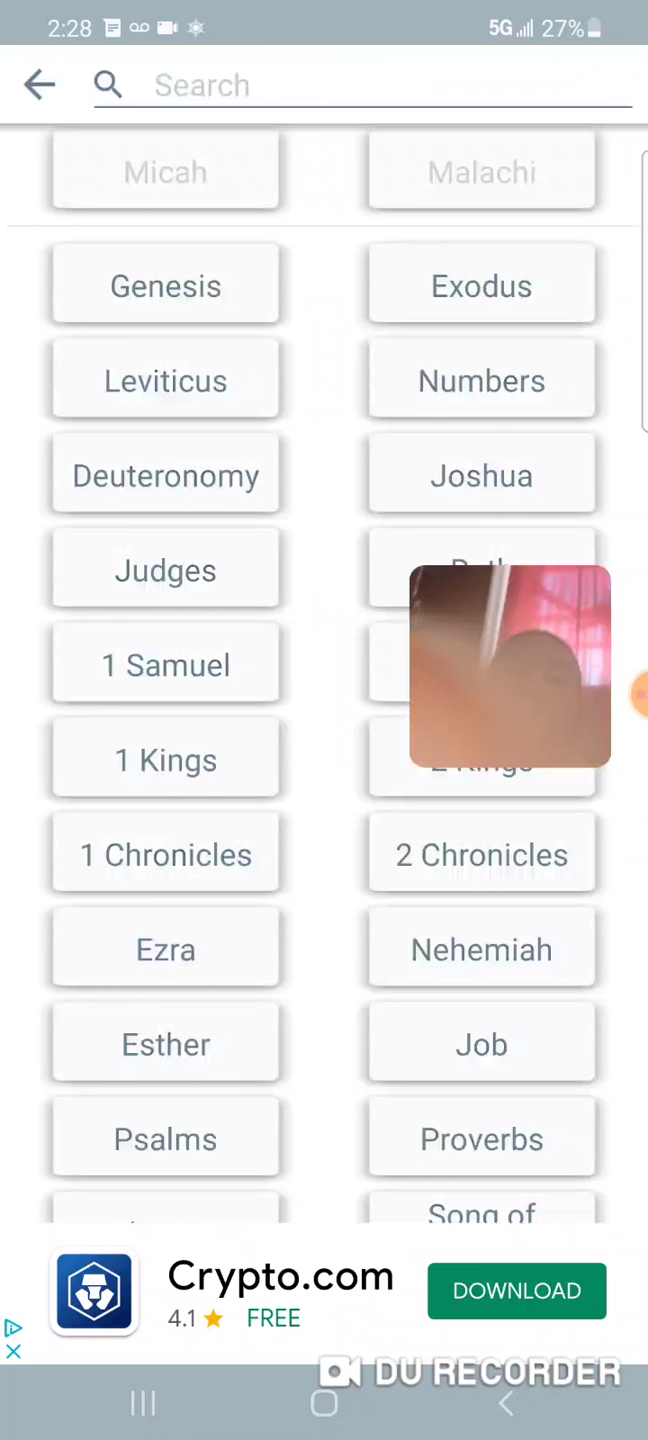 2:28 5G 27%
Search
Micah Malachi
Genesis Exodus
Leviticus Numbers
Deuteronomy Joshua
Judges
1 Samuel
1 Kings 2 Kings
1 Chronicles 2 Chronicles
Ezra Nehemiah
Esther Job
Psalms Proverbs
Song of
Crypto.com
4.1 FREE
DOWNLOAD
DU RECORDER